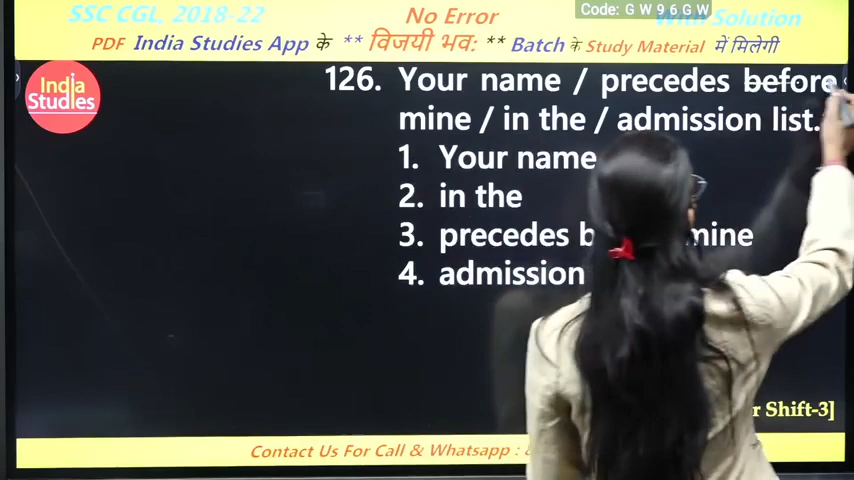 SSC CGL, 2018-22
No Error
Code: G W 9 6 G W
With Solution
PDF India Studies App के ** विजयी भव: ** Batch के Study Material में मिलेगी
India
Studies
126. Your name / precedes before
mine / in the / admission list.
1. Your name
2. in the
3. precedes b mine
4. admission
r Shift-3]
Contact Us For Call & Whatsapp :